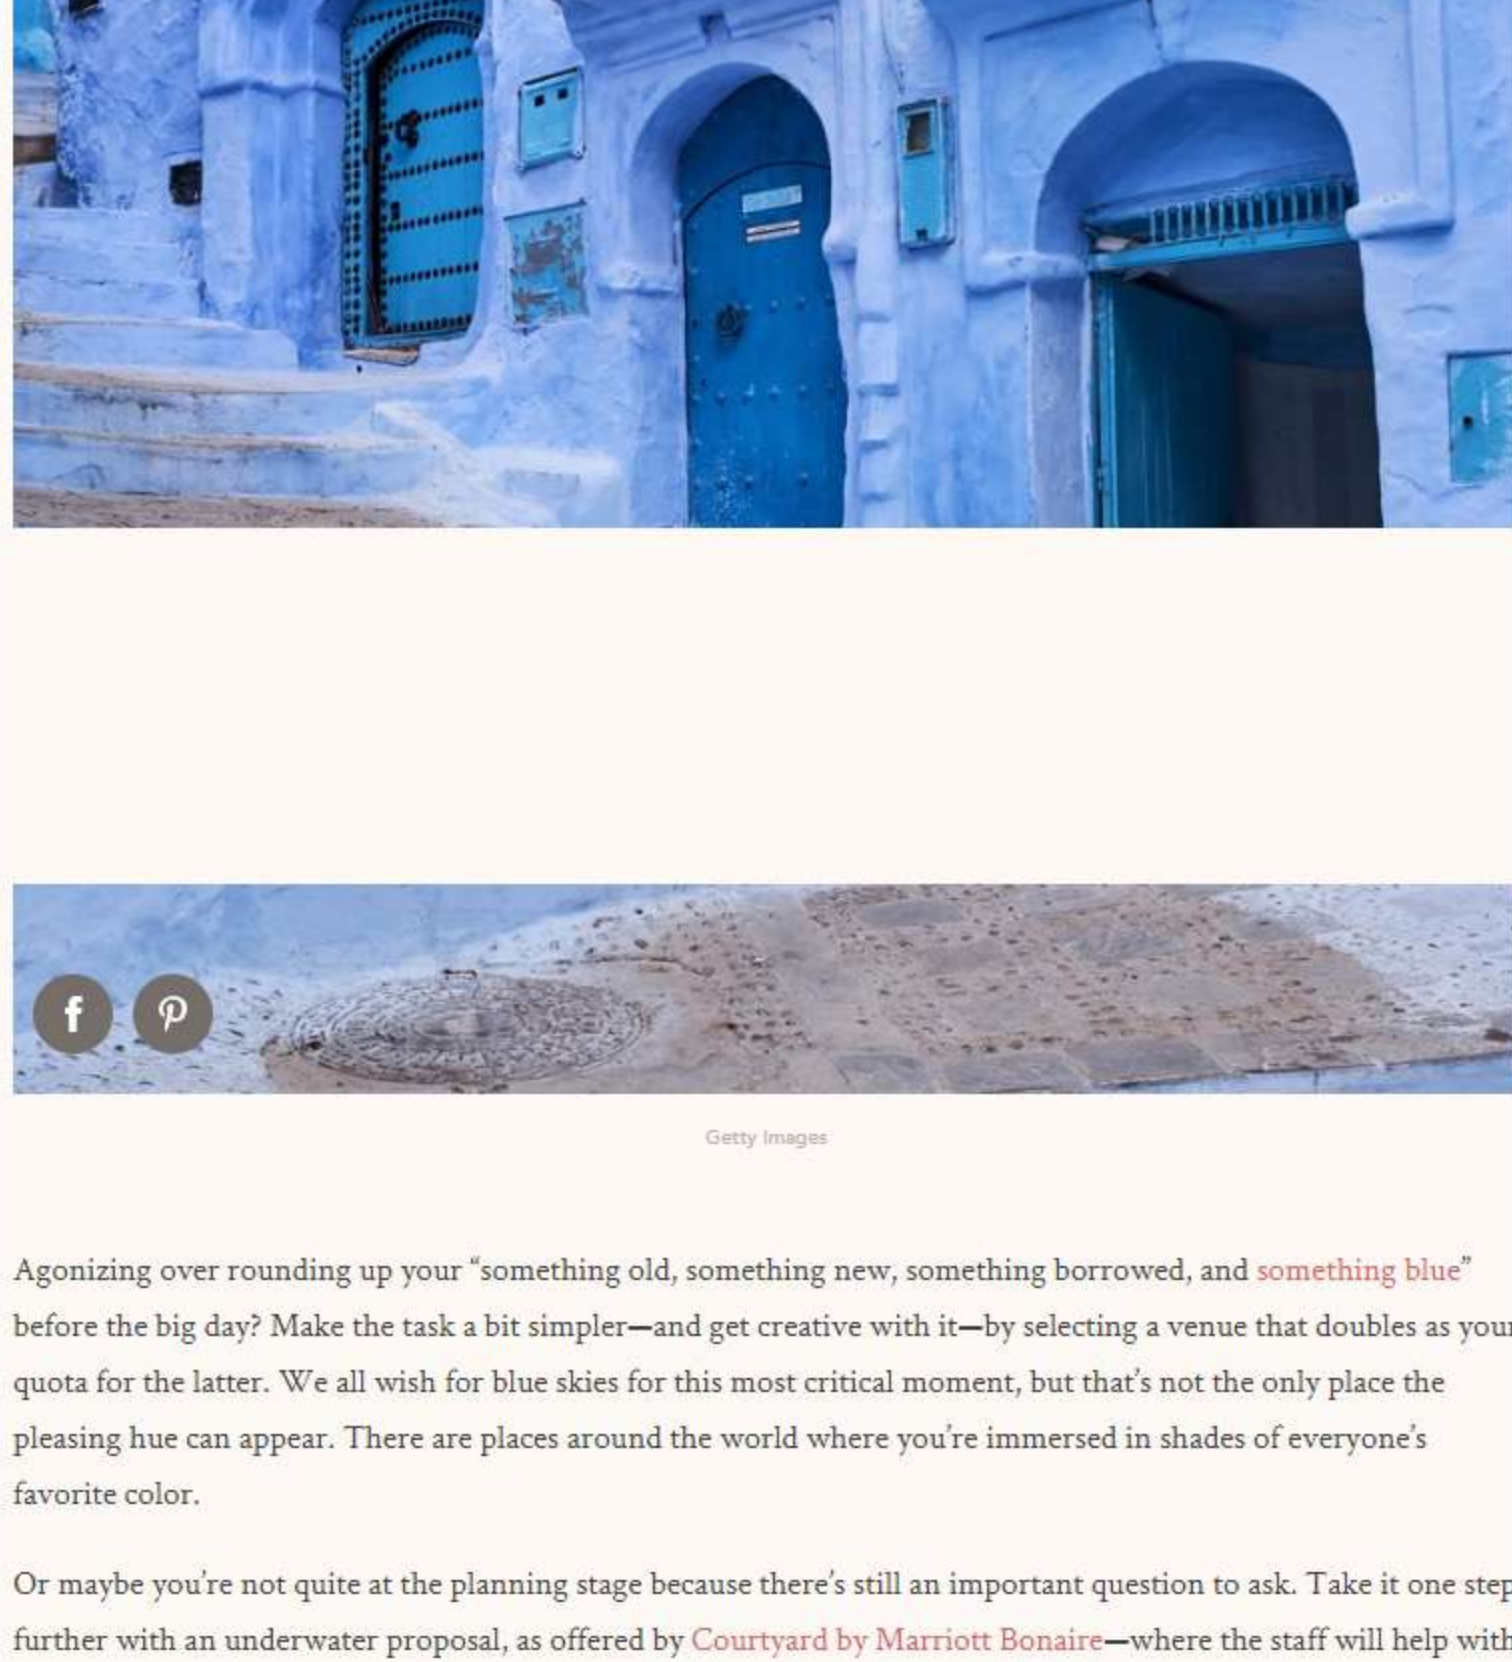 Getty Images
Agonizing over rounding up your “something old, something new, something borrowed, and something blue”
before the big day? Make the task a bit simpler—and get creative with it—by selecting a venue that doubles as your
quota for the latter. We all wish for blue skies for this most critical moment, but that’s not the only place the
pleasing hue can appear. There are places around the world where you’re immersed in shades of everyone’s
favorite color.
Or maybe you’re not quite at the planning stage because there’s still an important question to ask. Take it one step
further with an underwater proposal, as offered by Courtyard by Marriott Bonaire—where the staff will help with